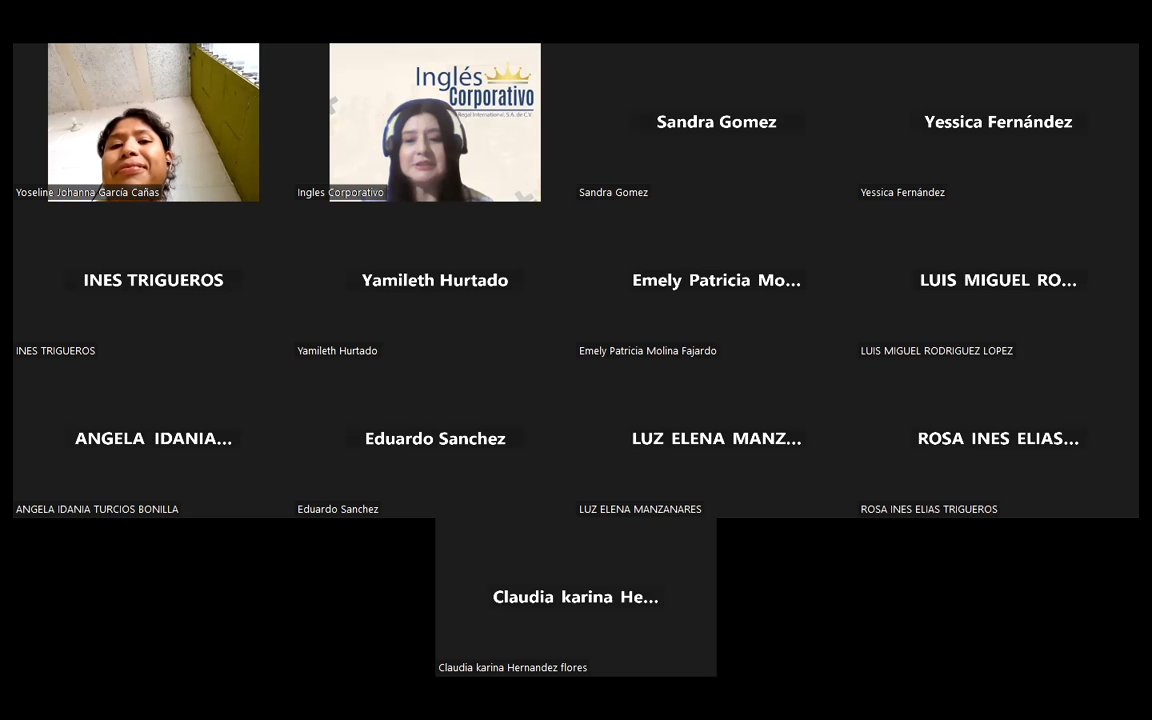 Inglés
Corporativo
Regal International, S.A. de C.V.
Sandra Gomez
Yessica Fernández
Yoseline Johanna García Cañas
Ingles Corporativo
Sandra Gomez
Yessica Fernández
INES TRIGUEROS
Yamileth Hurtado
Emely Patricia Mo...
LUIS MIGUEL RO...
INES TRIGUEROS
Yamileth Hurtado
Emely Patricia Molina Fajardo
LUIS MIGUEL RODRIGUEZ LOPEZ
ANGELA IDANIA...
Eduardo Sanchez
LUZ ELENA MANZ...
ROSA INES ELIAS...
ANGELA IDANIA TURCIOS BONILLA
Eduardo Sanchez
LUZ ELENA MANZANARES
ROSA INES ELIAS TRIGUEROS
Claudia karina He...
Claudia karina Hernandez flores